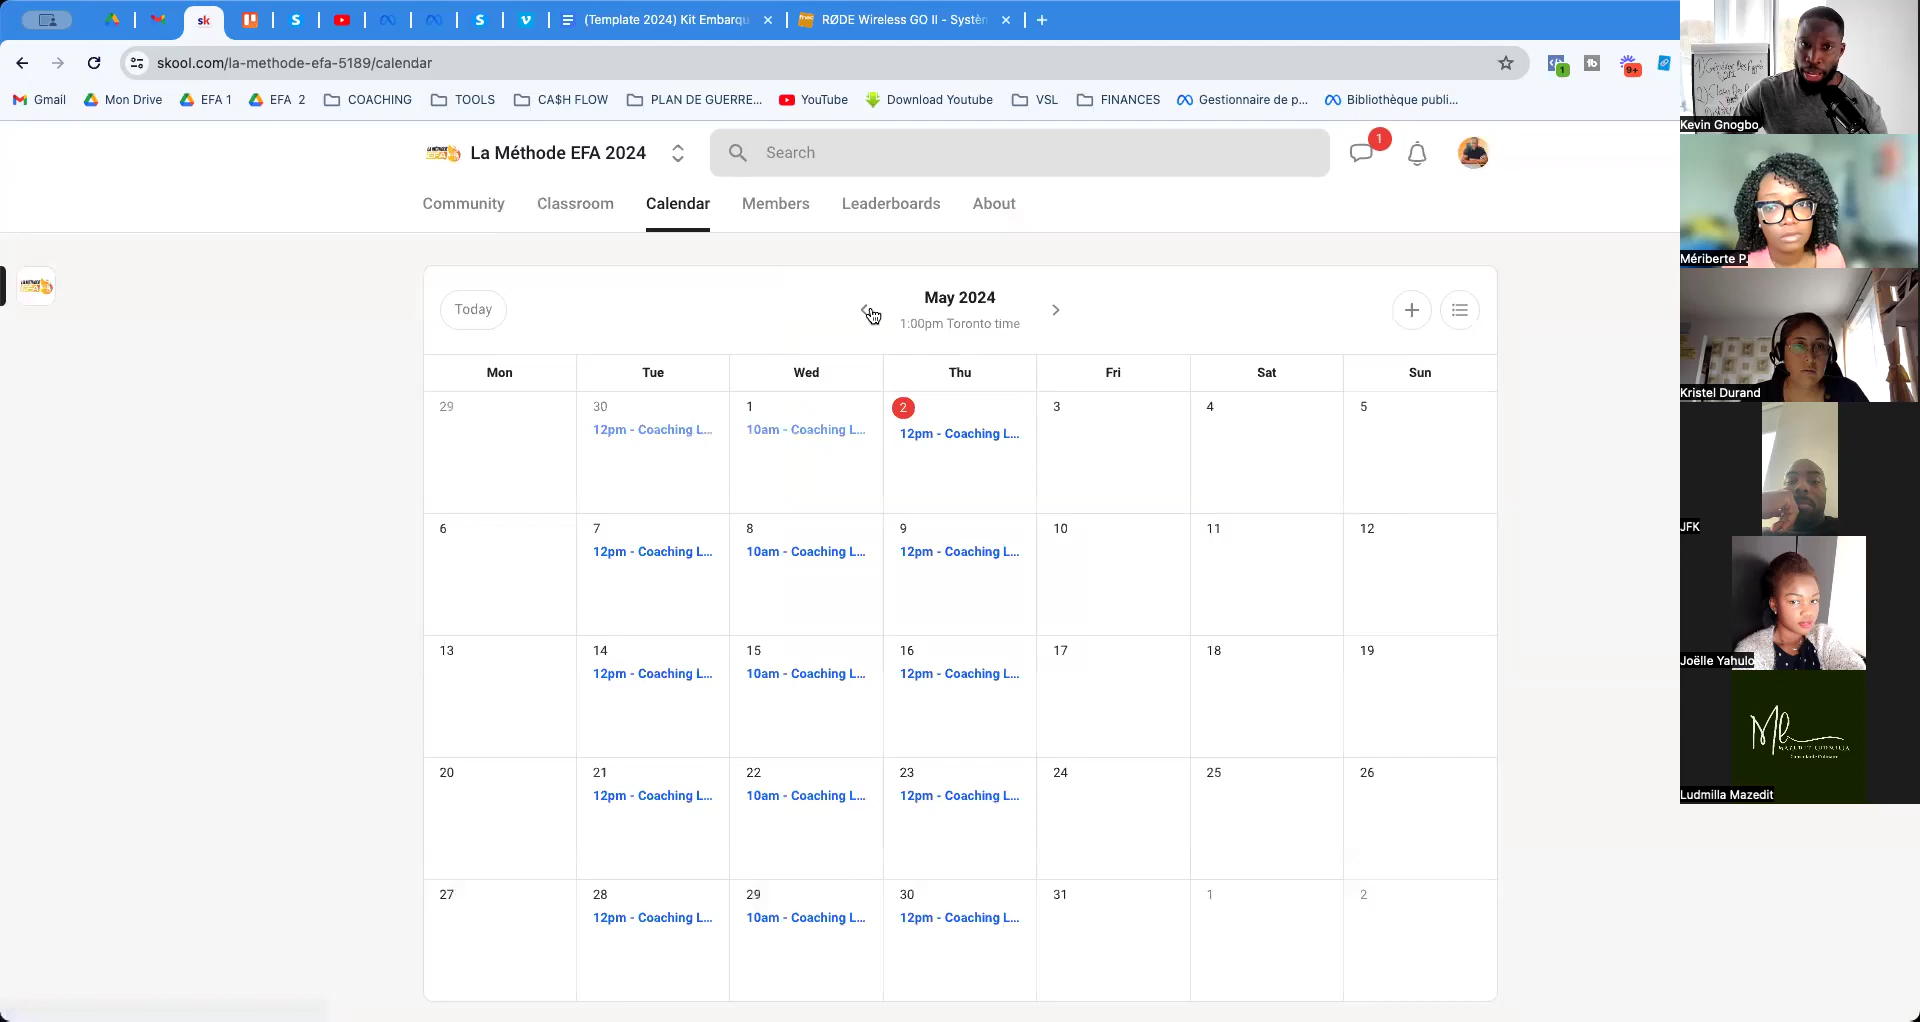 sk
(Template 2024) Kit Embarqu
RØDE Wireless GO II - Systèn
skool.com/la-methode-efa-5189/calendar
1
9+
Gmail
Mon Drive
EFA 1
EFA 2
COACHING
TOOLS
CA$H FLOW
PLAN DE GUERRE...
YouTube
Download Youtube
VSL
FINANCES
Gestionnaire de p...
Bibliothèque publi...
La Méthode EFA 2024
Search
1
Community
Classroom
Calendar
Members
Leaderboards
About
Today
May 2024
1:00pm Toronto time
Mon Tue Wed Thu Fri Sat Sun
29 30 1 2 3 4 5
12pm - Coaching L... 10am - Coaching L... 12pm - Coaching L...
6 7 8 9 10 11 12
12pm - Coaching L... 10am - Coaching L... 12pm - Coaching L...
13 14 15 16 17 18 19
12pm - Coaching L... 10am - Coaching L... 12pm - Coaching L...
20 21 22 23 24 25 26
12pm - Coaching L... 10am - Coaching L... 12pm - Coaching L...
27 28 29 30 31 1 2
12pm - Coaching L... 10am - Coaching L... 12pm - Coaching L...
Kevin Gnogbo
Mériberte P.
Kristel Durand
JFK
Joëlle Yahulo
Ludmilla Mazedit